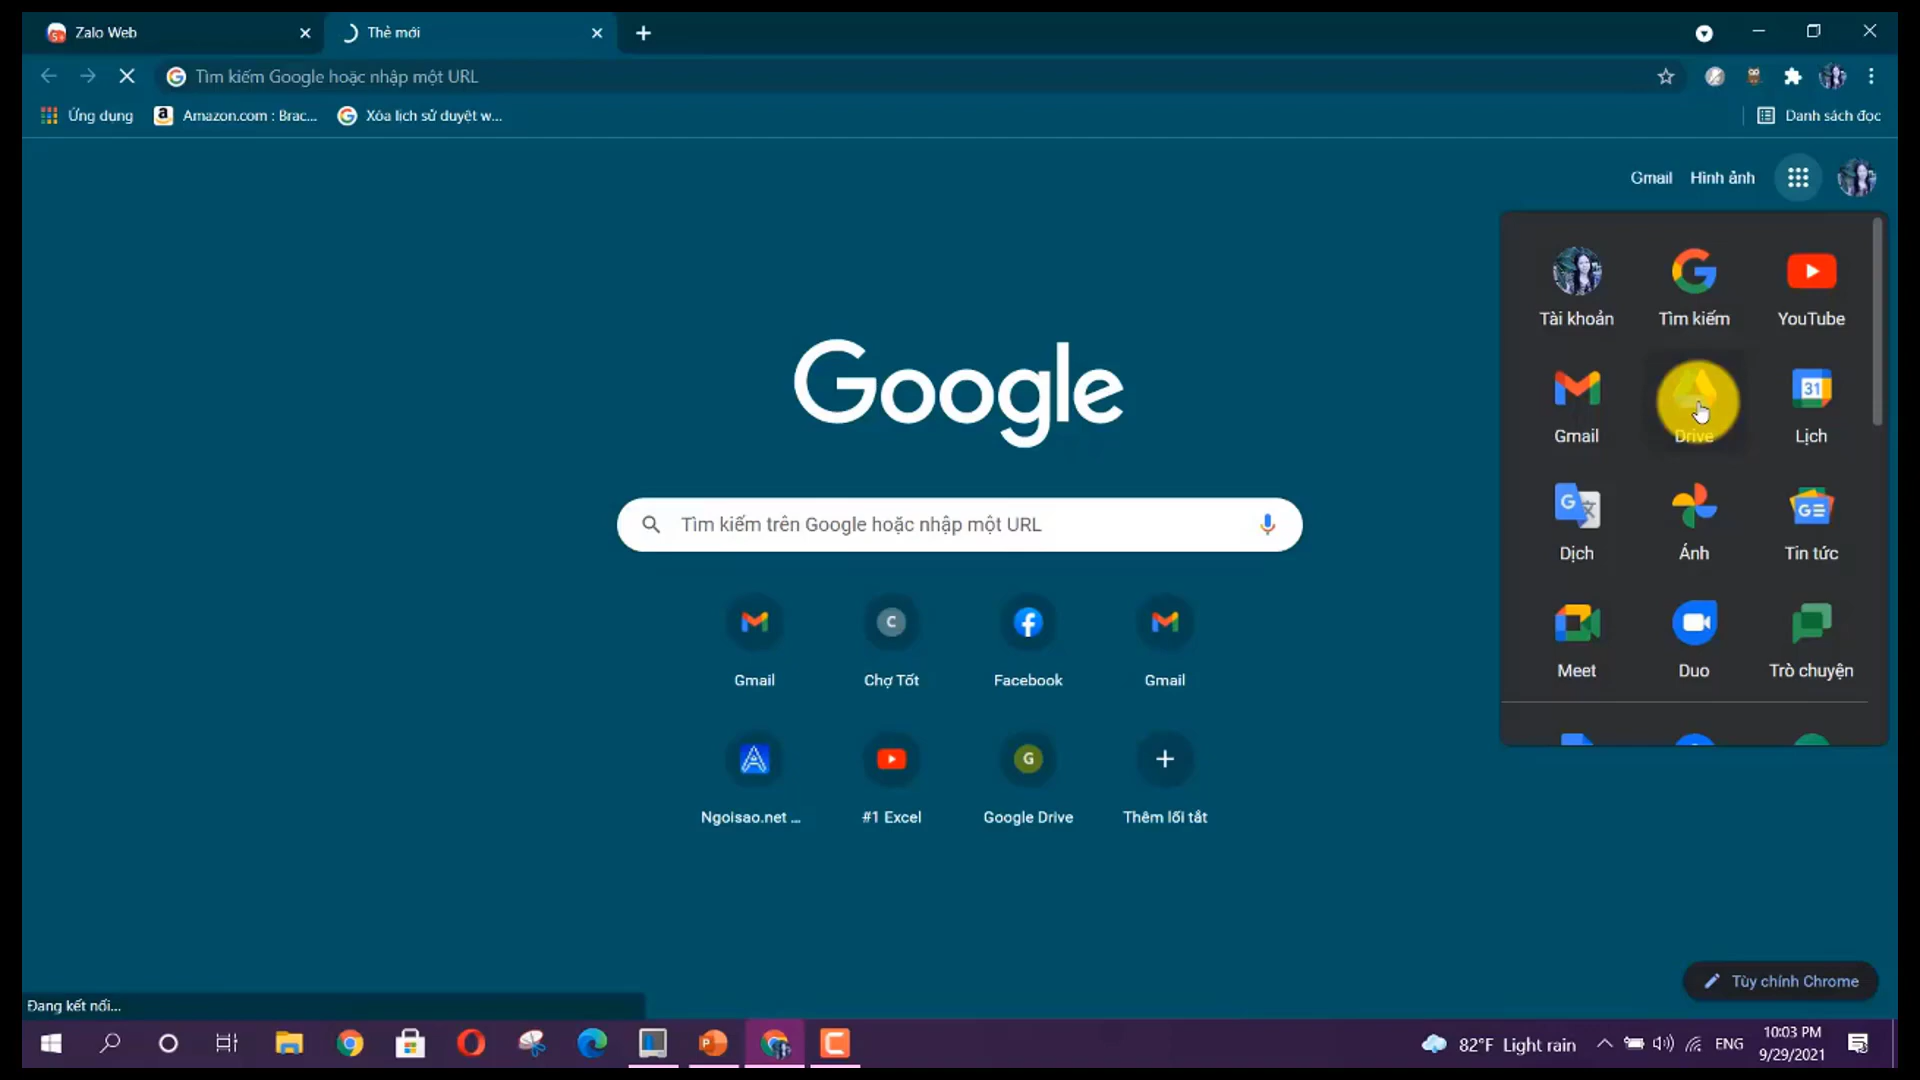 Zalo Web
Thẻ mới
Tìm kiếm Google hoặc nhập một URL
Ứng dụng
Amazon.com : Brac...
Xóa lịch sử duyệt w...
Danh sách đọc
Gmail
Hình ảnh
Tài khoản
Tìm kiếm
YouTube
Gmail
Drive
Lịch
Dịch
Ảnh
Tin tức
Meet
Duo
Trò chuyện
Google
Tìm kiếm trên Google hoặc nhập một URL
Gmail
Chợ Tốt
Facebook
Gmail
Ngoisao.net ...
#1 Excel
Google Drive
Thêm lối tắt
Tùy chỉnh Chrome
Đang kết nối...
82°F Light rain
ENG
10:03 PM
9/29/2021